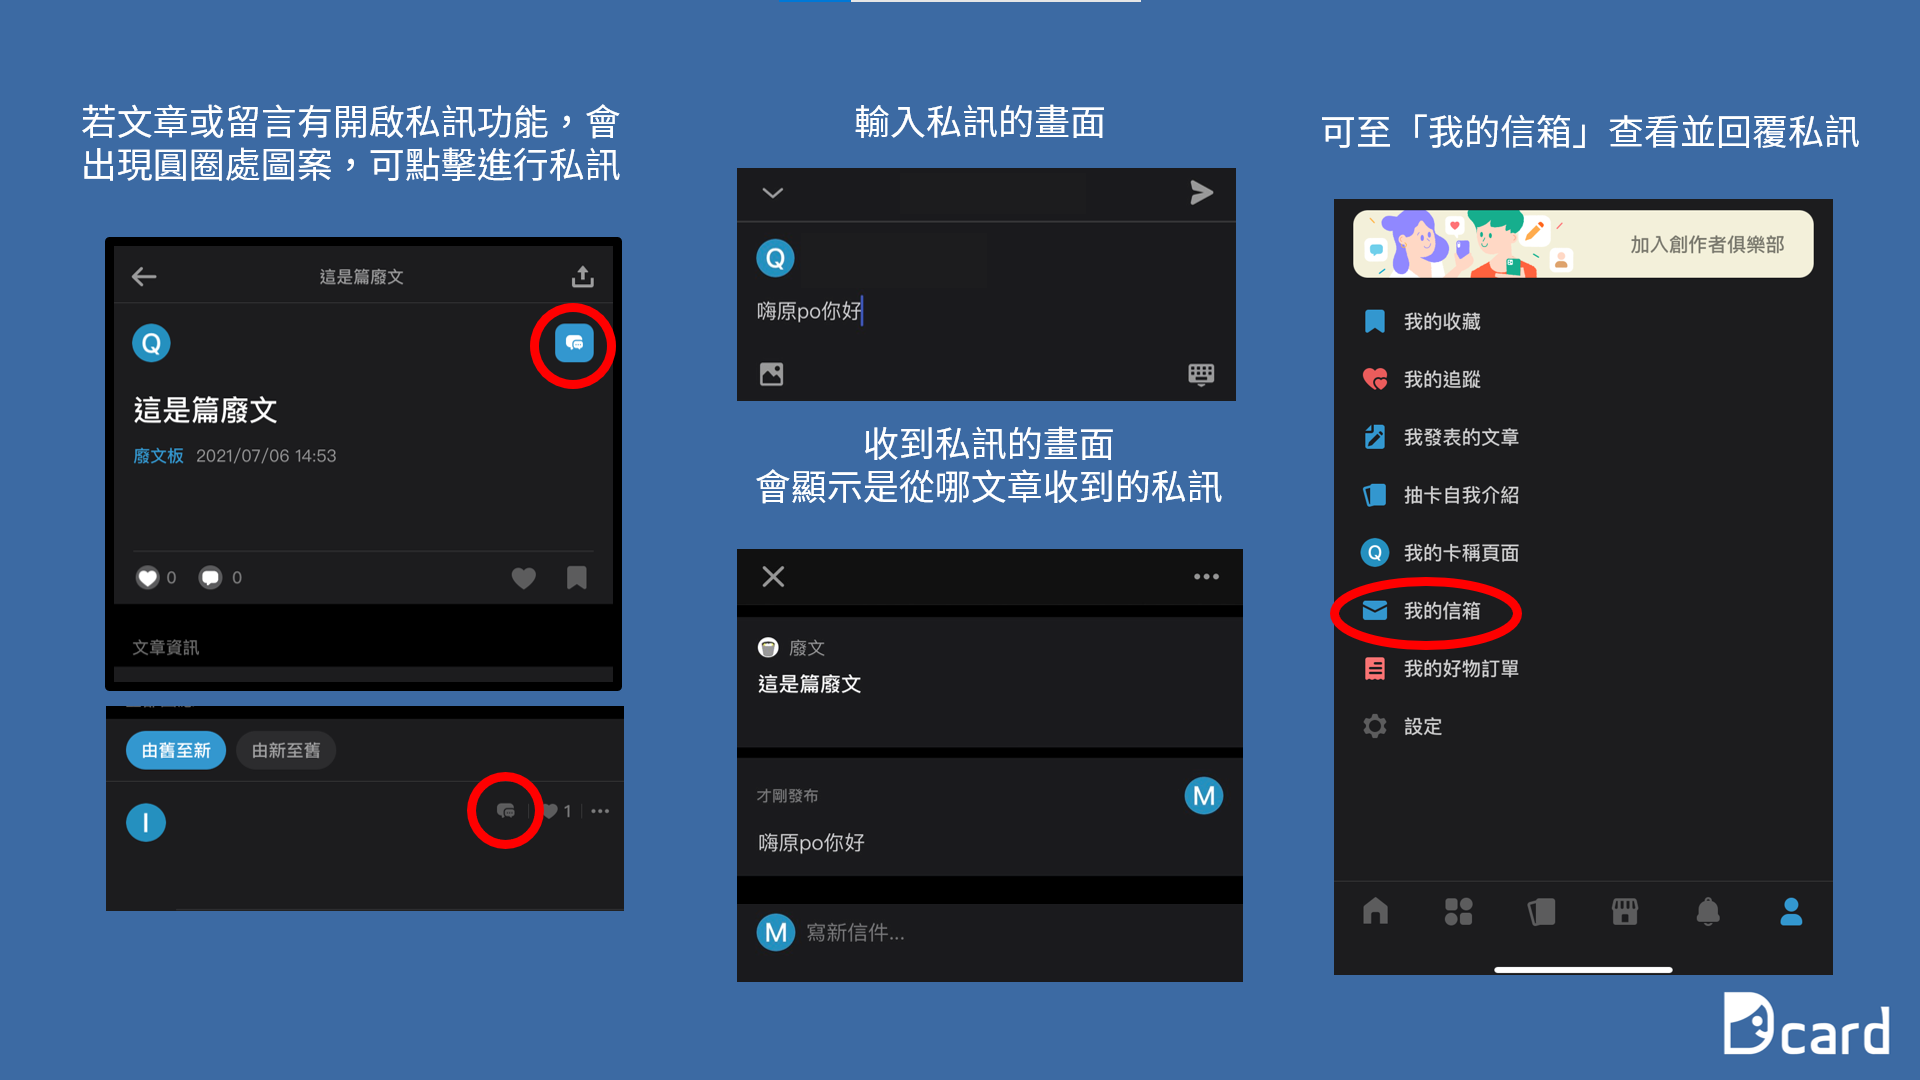 若文章或留言有開啟私訊功能，會
出現圓圈處圖案，可點擊進行私訊
這是篇廢文
Q
這是篇廢文
廢文板 2021/07/06 14:53
0 0
文章資訊
由舊至新 由新至舊
I
1
輸入私訊的畫面
Q
嗨原po你好
收到私訊的畫面
會顯示是從哪文章收到的私訊
廢文
這是篇廢文
才剛發布
M
嗨原po你好
M 寫新信件...
可至「我的信箱」查看並回覆私訊
加入創作者俱樂部
我的收藏
我的追蹤
我發表的文章
抽卡自我介紹
Q 我的卡稱頁面
我的信箱
我的好物訂單
設定
Dcard